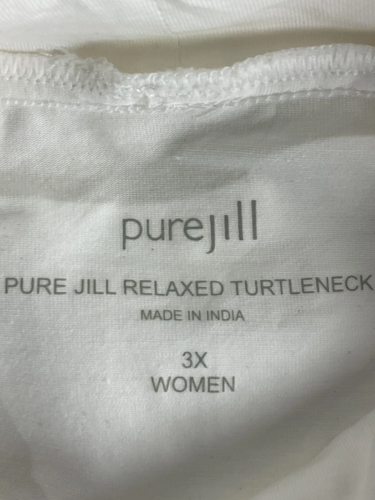 purejill
PURE JILL RELAXED TURTLENECK
MADE IN INDIA
3X
WOMEN